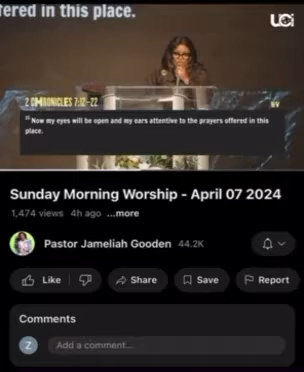 fered in this place.
UCI
2 CHRONICLES 7:12-22
15 Now my eyes will be open and my ears attentive to the prayers offered in this
place.
Sunday Morning Worship - April 07 2024
1,474 views 4h ago ...more
Pastor Jameliah Gooden 44.2K
Like Share Save Report
Comments
Z Add a comment...